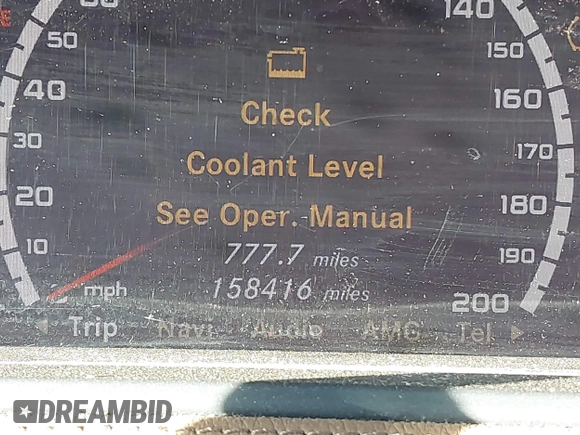 60
140
50
150
40
Check
160
30
Coolant Level
170
20
See Oper. Manual
180
10
777.7 miles
190
mph
158416 miles
200
Trip Navi Audio AMG Tel
DREAMBID